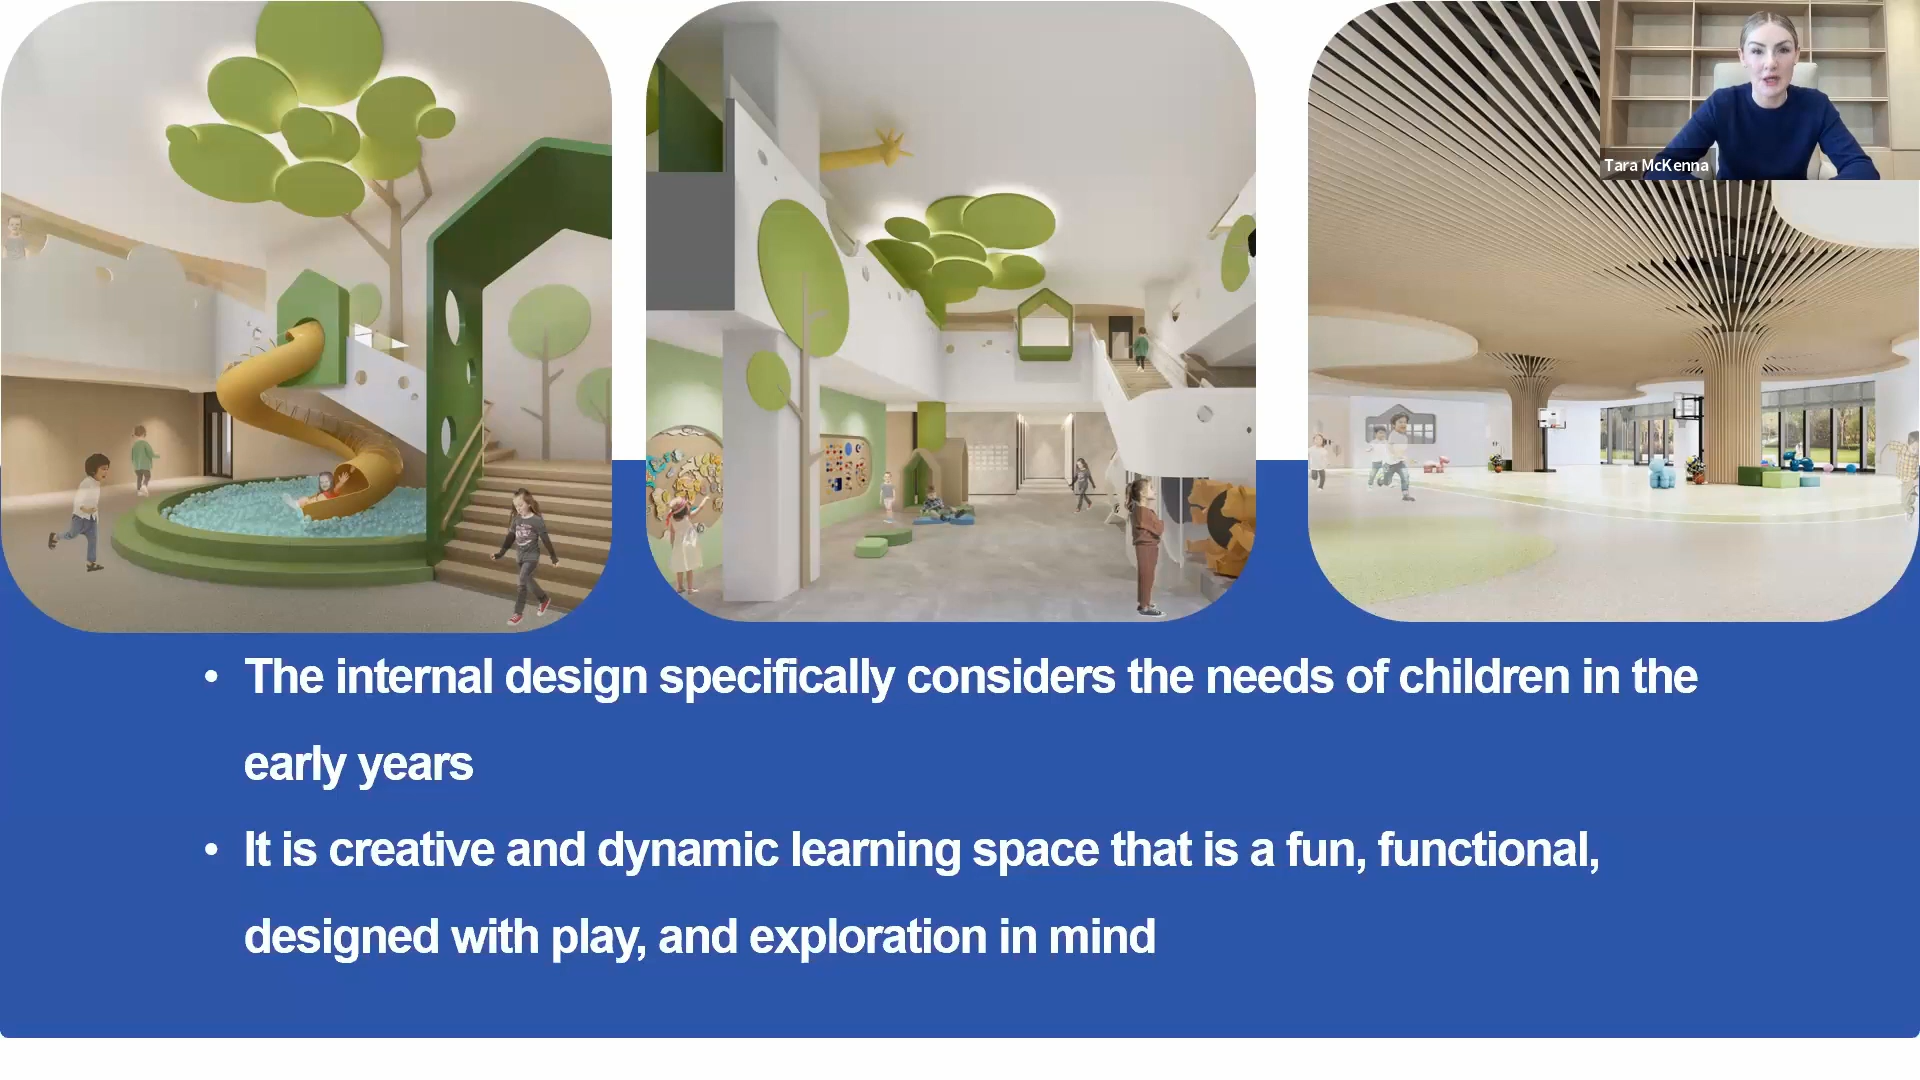 Tara McKenna
• The internal design specifically considers the needs of children in the
early years
• It is creative and dynamic learning space that is a fun, functional,
designed with play, and exploration in mind